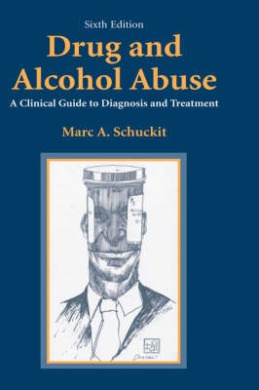 Sixth Edition
Drug and
Alcohol Abuse
A Clinical Guide to Diagnosis and Treatment
Marc A. Schuckit